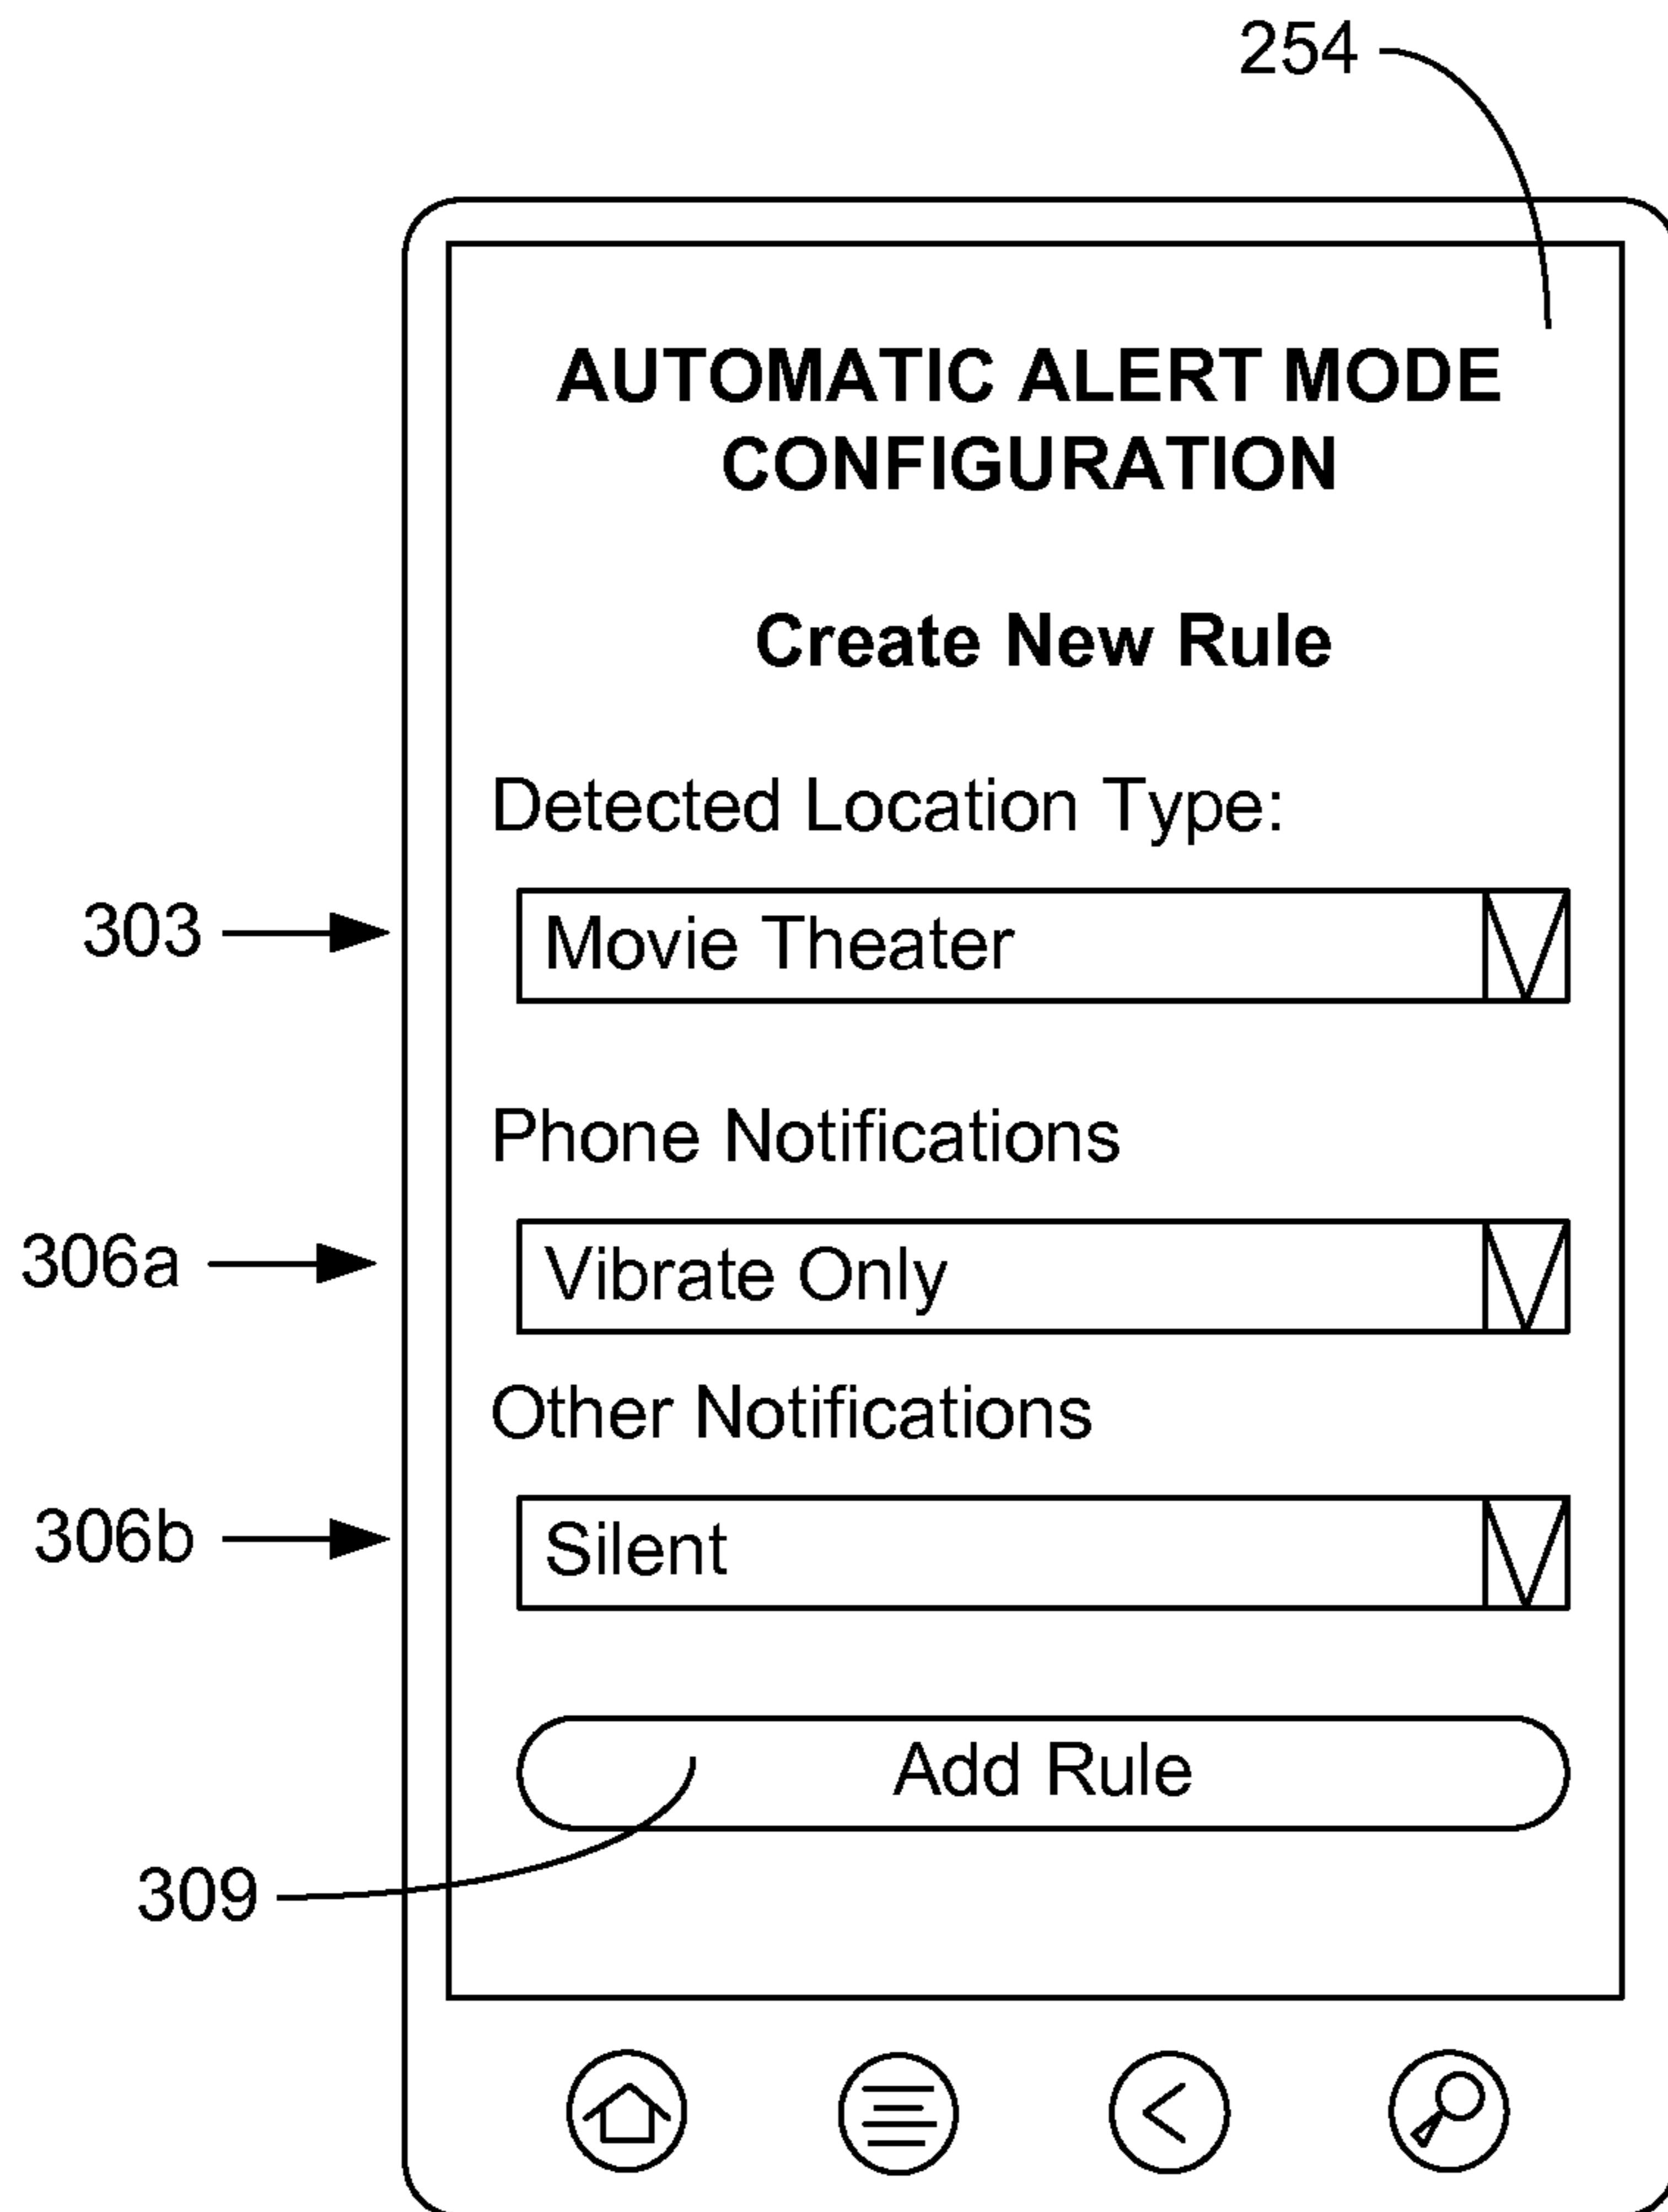 254
AUTOMATIC ALERT MODE
CONFIGURATION
Create New Rule
Detected Location Type:
303
Movie Theater
Phone Notifications
306a
Vibrate Only
Other Notifications
306b
Silent
Add Rule
309